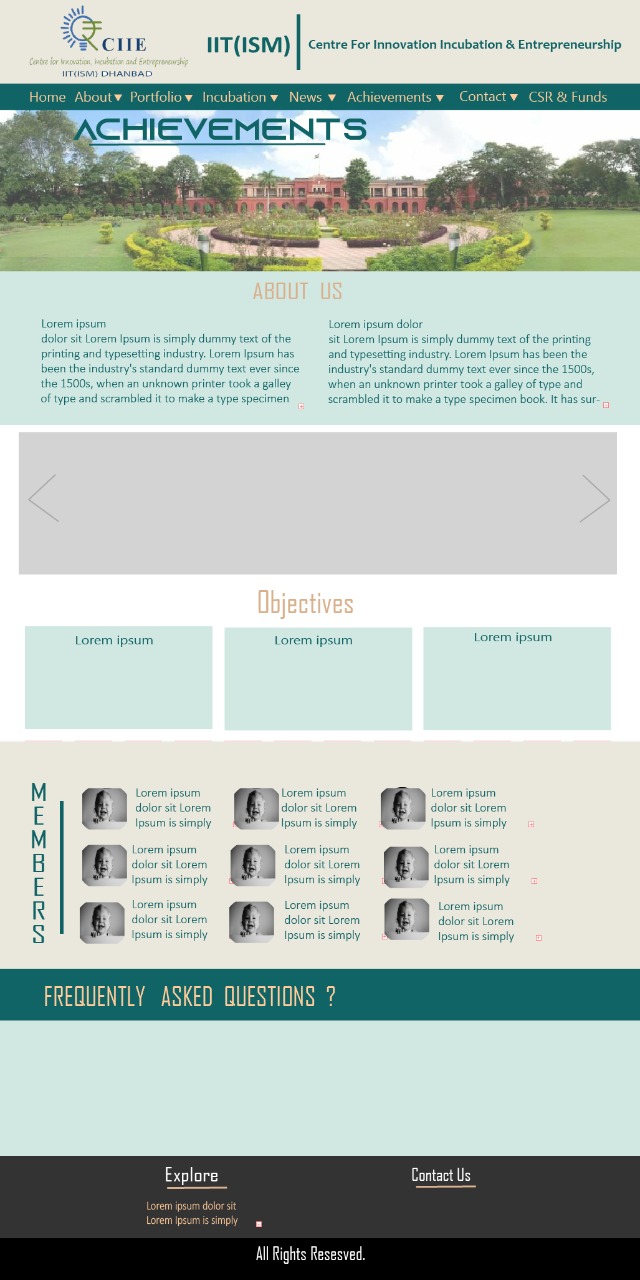 CIIE
Centre for Innovation, Incubation and Entrepreneurship
IIT(ISM) DHANBAD
IIT(ISM)
Centre For Innovation Incubation & Entrepreneurship
Home About Portfolio Incubation News Achievements Contact CSR & Funds
ACHIEVEMENTS
ABOUT US
Lorem ipsum
dolor sit Lorem Ipsum is simply dummy text of the
printing and typesetting industry. Lorem Ipsum has
been the industry's standard dummy text ever since
the 1500s, when an unknown printer took a galley
of type and scrambled it to make a type specimen
Lorem ipsum dolor
sit Lorem Ipsum is simply dummy text of the printing
and typesetting industry. Lorem Ipsum has been the
industry's standard dummy text ever since the 1500s,
when an unknown printer took a galley of type and
scrambled it to make a type specimen book. It has sur-
Objectives
Lorem ipsum
Lorem ipsum
Lorem ipsum
MEMBERS
Lorem ipsum
dolor sit Lorem
Ipsum is simply
Lorem ipsum
dolor sit Lorem
Ipsum is simply
Lorem ipsum
dolor sit Lorem
Ipsum is simply
Lorem ipsum
dolor sit Lorem
Ipsum is simply
Lorem ipsum
dolor sit Lorem
Ipsum is simply
Lorem ipsum
dolor sit Lorem
Ipsum is simply
Lorem ipsum
dolor sit Lorem
Ipsum is simply
Lorem ipsum
dolor sit Lorem
Ipsum is simply
Lorem ipsum
dolor sit Lorem
Ipsum is simply
FREQUENTLY ASKED QUESTIONS ?
Explore
Lorem ipsum dolor sit
Lorem Ipsum is simply
Contact Us
All Rights Resesved.